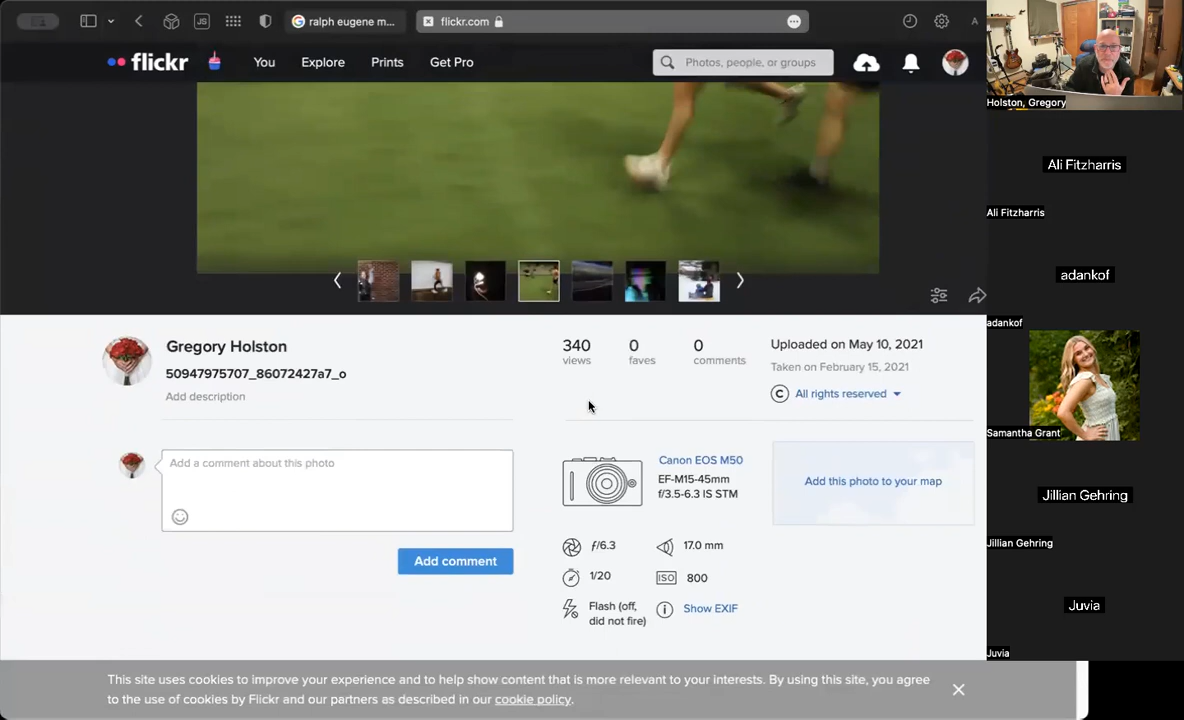 ralph eugene m...
flickr.com
A
flickr
You
Explore
Prints
Get Pro
Photos, people, or groups
Gregory Holston
50947975707_86072427a7_o
Add description
340
views
0
faves
0
comments
Uploaded on May 10, 2021
Taken on February 15, 2021
All rights reserved
Add a comment about this photo
Add comment
Canon EOS M50
EF-M15-45mm
f/3.5-6.3 IS STM
Add this photo to your map
ƒ/6.3
17.0 mm
1/20
ISO
800
Flash (off,
did not fire)
Show EXIF
This site uses cookies to improve your experience and to help show content that is more relevant to your interests. By using this site, you agree
to the use of cookies by Flickr and our partners as described in our cookie policy.
Holston, Gregory
Ali Fitzharris
Ali Fitzharris
adankof
adankof
Samantha Grant
Jillian Gehring
Jillian Gehring
Juvia
Juvia